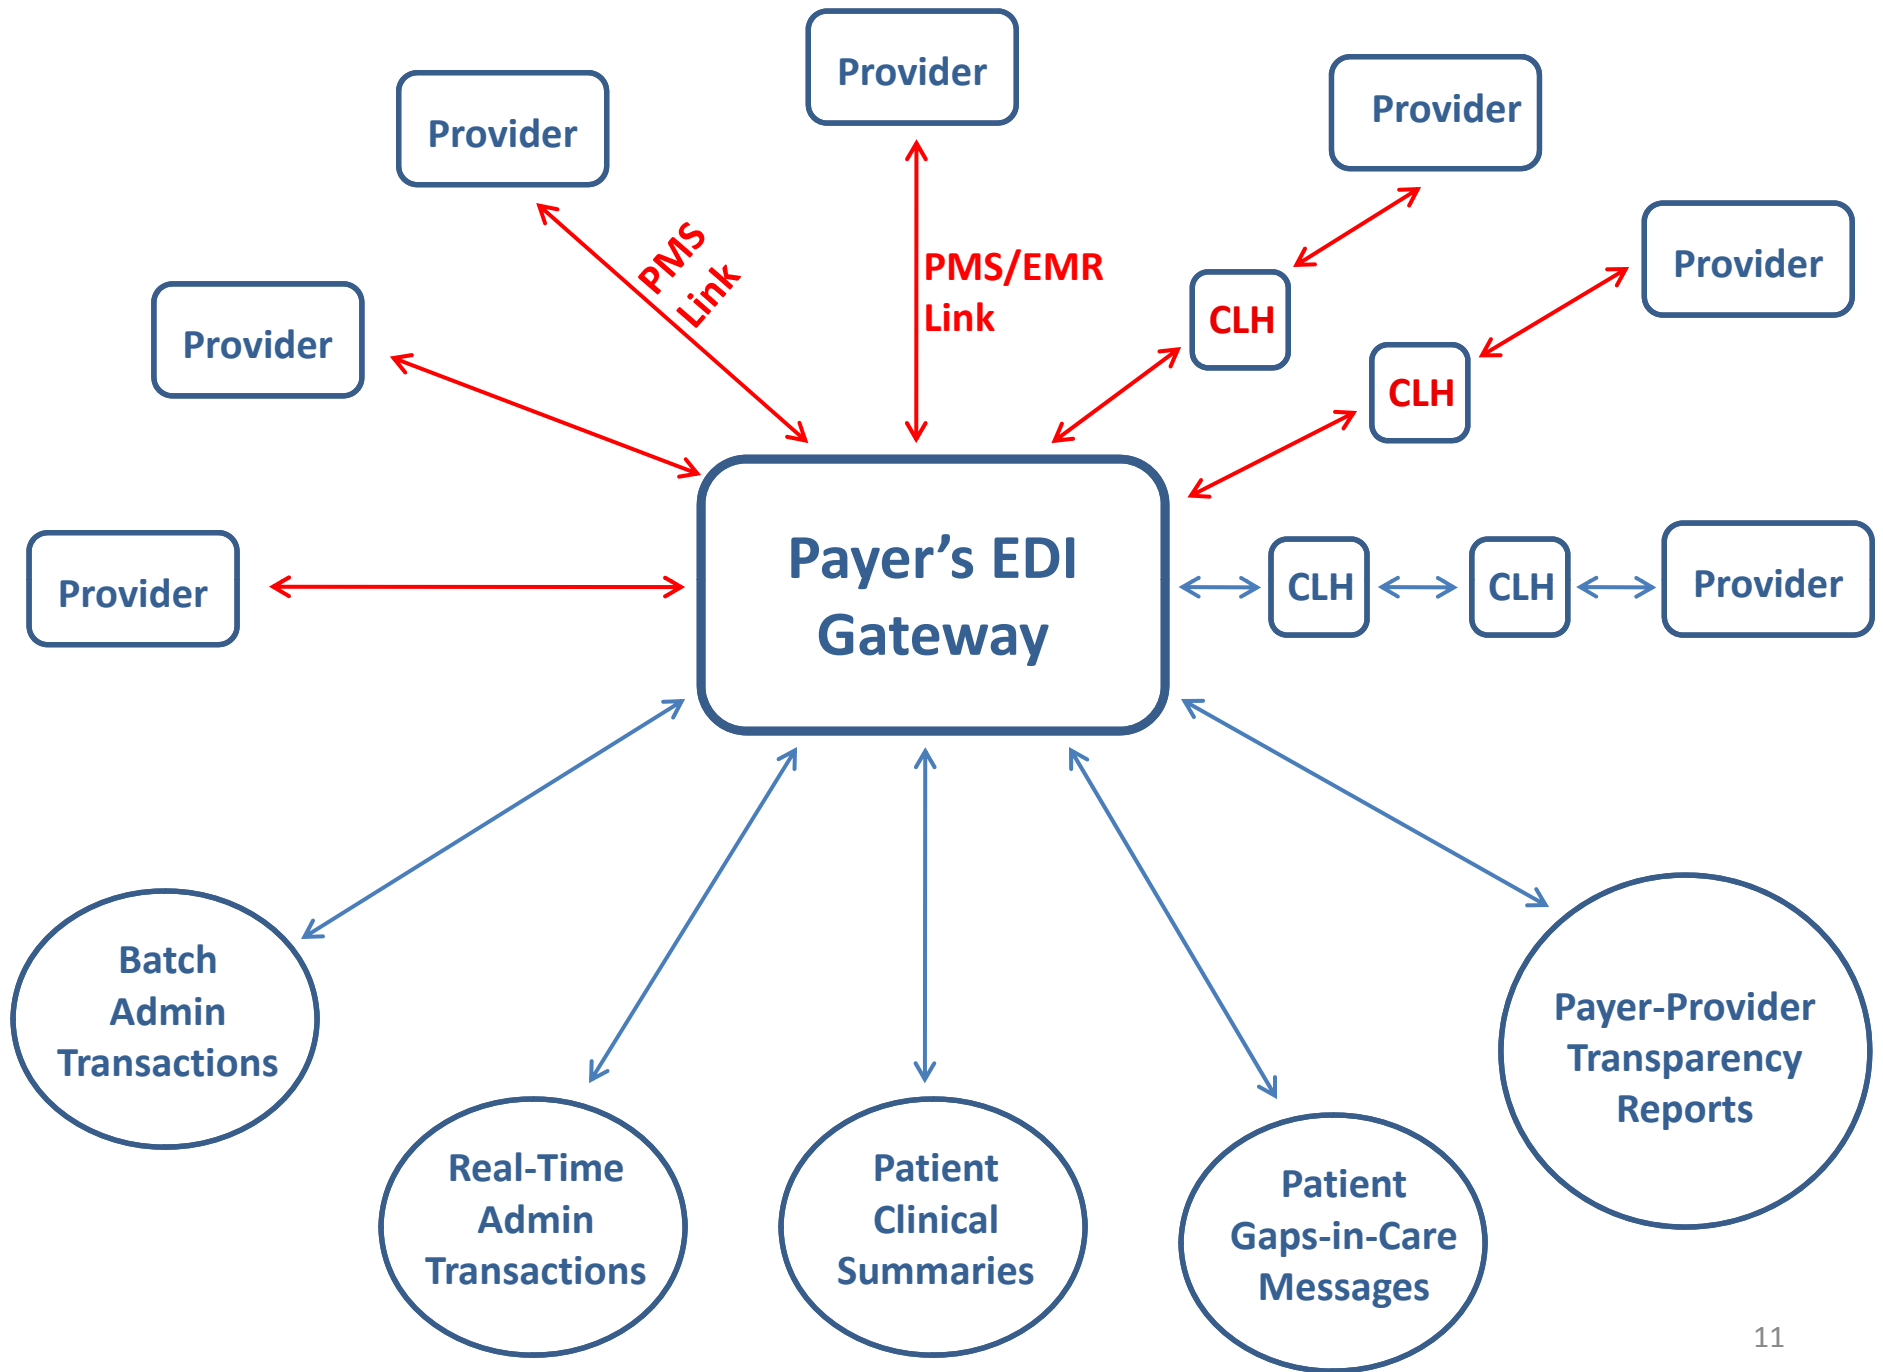 Provider
Provider
Provider
Provider
Provider
PMS
Link
PMS/EMR
Link
CLH
Provider
CLH
Payer’s EDI
Gateway
Provider
CLH
CLH
Provider
Batch
Admin
Transactions
Real-Time
Admin
Transactions
Patient
Clinical
Summaries
Patient
Gaps-in-Care
Messages
Payer-Provider
Transparency
Reports
11